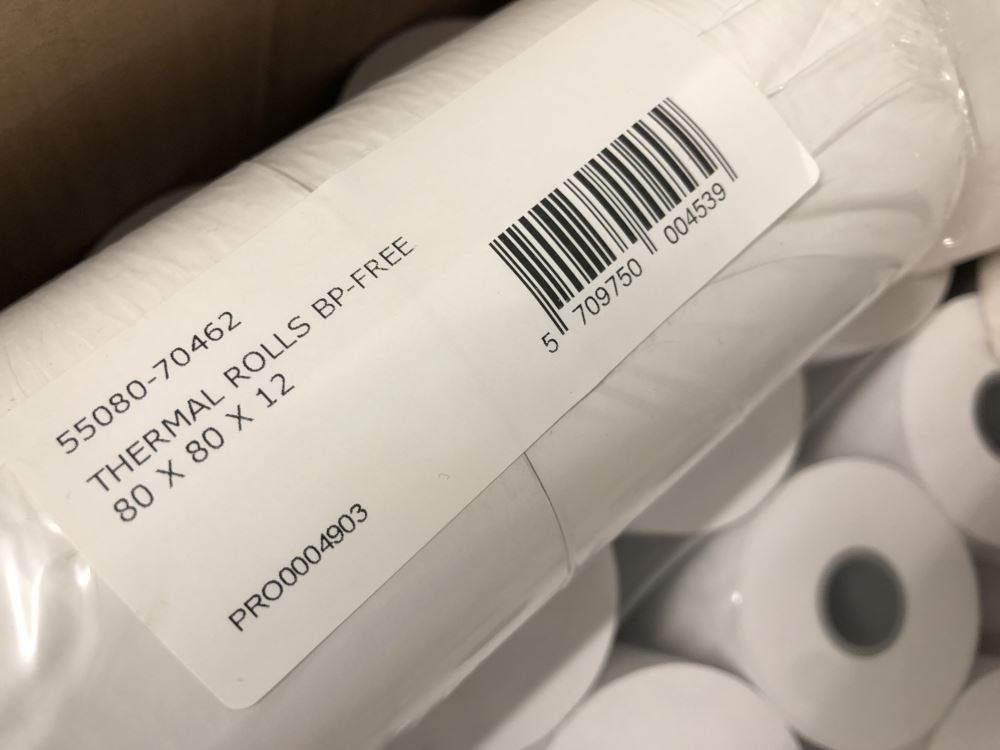 55080-70462
THERMAL ROLLS BP-FREE
80 X 80 X 12
PRO0004903
5 709750 004539